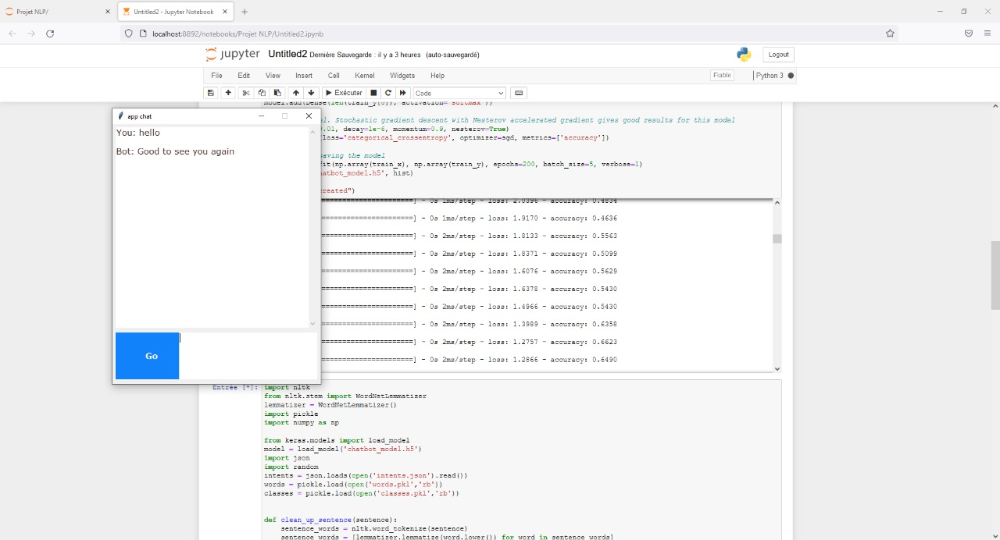 Projet NLP/
Untitled2 - Jupyter Notebook
localhost:8892/notebooks/Projet NLP/Untitled2.ipynb
jupyter Untitled2 Dernière Sauvegarde : il y a 3 heures (auto-sauvegardé)
Logout
File Edit View Insert Cell Kernel Widgets Help
Fiable
Python 3
Exécuter
Code
model.add(Dense(len(train_y[0]), activation='softmax'))
app chat
You: hello
Bot: Good to see you again
Go
el. Stochastic gradient descent with Nesterov accelerated gradient gives good results for this model
0.01, decay=1e-6, momentum=0.9, nesterov=True)
loss='categorical_crossentropy', optimizer=sgd, metrics=['accuracy'])
saving the model
fit(np.array(train_x), np.array(train_y), epochs=200, batch_size=5, verbose=1)
hatbot_model.h5', hist)
created")
======================] - 0s 1ms/step - loss: 2.0396 - accuracy: 0.4834
======================] - 0s 1ms/step - loss: 1.9170 - accuracy: 0.4636
======================] - 0s 2ms/step - loss: 1.8133 - accuracy: 0.5563
======================] - 0s 2ms/step - loss: 1.8371 - accuracy: 0.5099
======================] - 0s 2ms/step - loss: 1.6076 - accuracy: 0.5629
======================] - 0s 2ms/step - loss: 1.6378 - accuracy: 0.5430
======================] - 0s 2ms/step - loss: 1.4966 - accuracy: 0.5430
======================] - 0s 2ms/step - loss: 1.3989 - accuracy: 0.6358
======================] - 0s 2ms/step - loss: 1.2757 - accuracy: 0.6623
======================] - 0s 2ms/step - loss: 1.2866 - accuracy: 0.6490
Entrée [*]:
import nltk
from nltk.stem import WordNetLemmatizer
lemmatizer = WordNetLemmatizer()
import pickle
import numpy as np
from keras.models import load_model
model = load_model('chatbot_model.h5')
import json
import random
intents = json.loads(open('intents.json').read())
words = pickle.load(open('words.pkl','rb'))
classes = pickle.load(open('classes.pkl','rb'))
def clean_up_sentence(sentence):
sentence_words = nltk.word_tokenize(sentence)
sentence_words = [lemmatizer.lemmatize(word.lower()) for word in sentence_words]